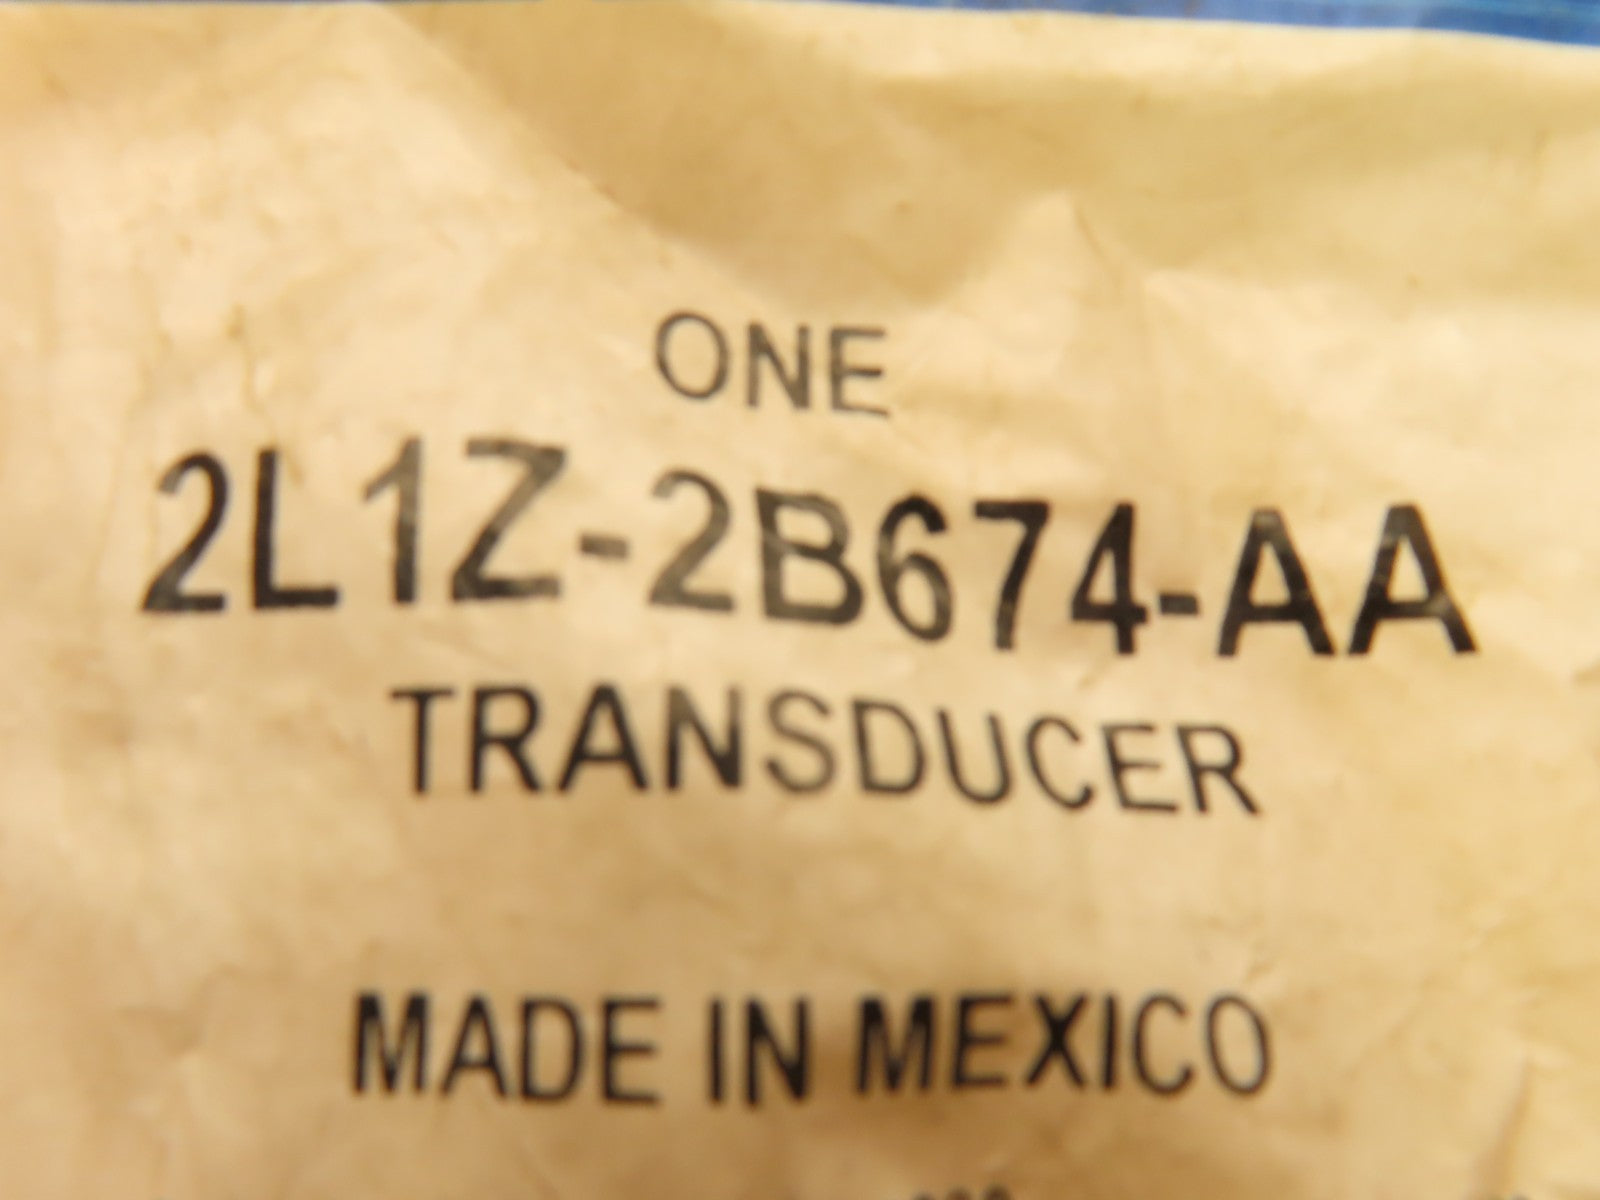 ONE
2L1Z-2B674-AA
TRANSDUCER
MADE IN MEXICO